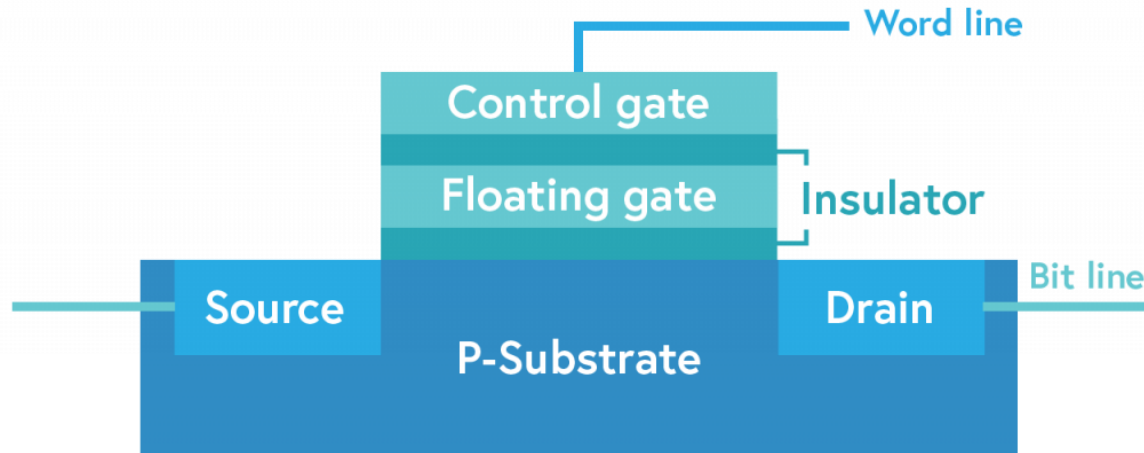 Word line
Control gate
Floating gate
Insulator
Bit line
Source
Drain
P-Substrate